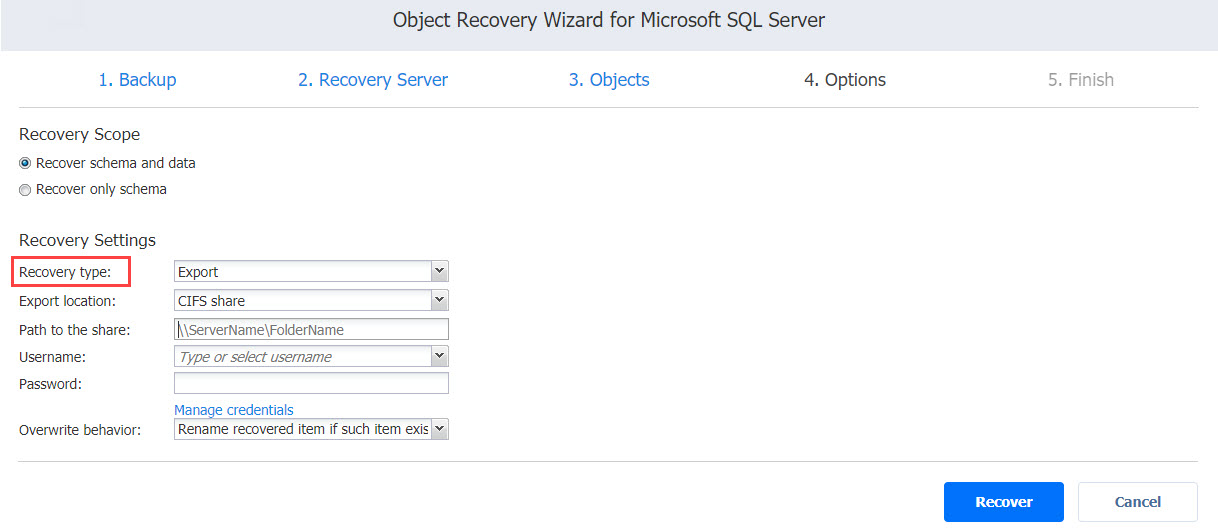 Object Recovery Wizard for Microsoft SQL Server
1. Backup 2. Recovery Server 3. Objects 4. Options 5. Finish
Recovery Scope
Recover schema and data
Recover only schema
Recovery Settings
Recovery type: Export
Export location: CIFS share
Path to the share: \\ServerName\FolderName
Username: Type or select username
Password:
Manage credentials
Overwrite behavior: Rename recovered item if such item exis
Recover Cancel